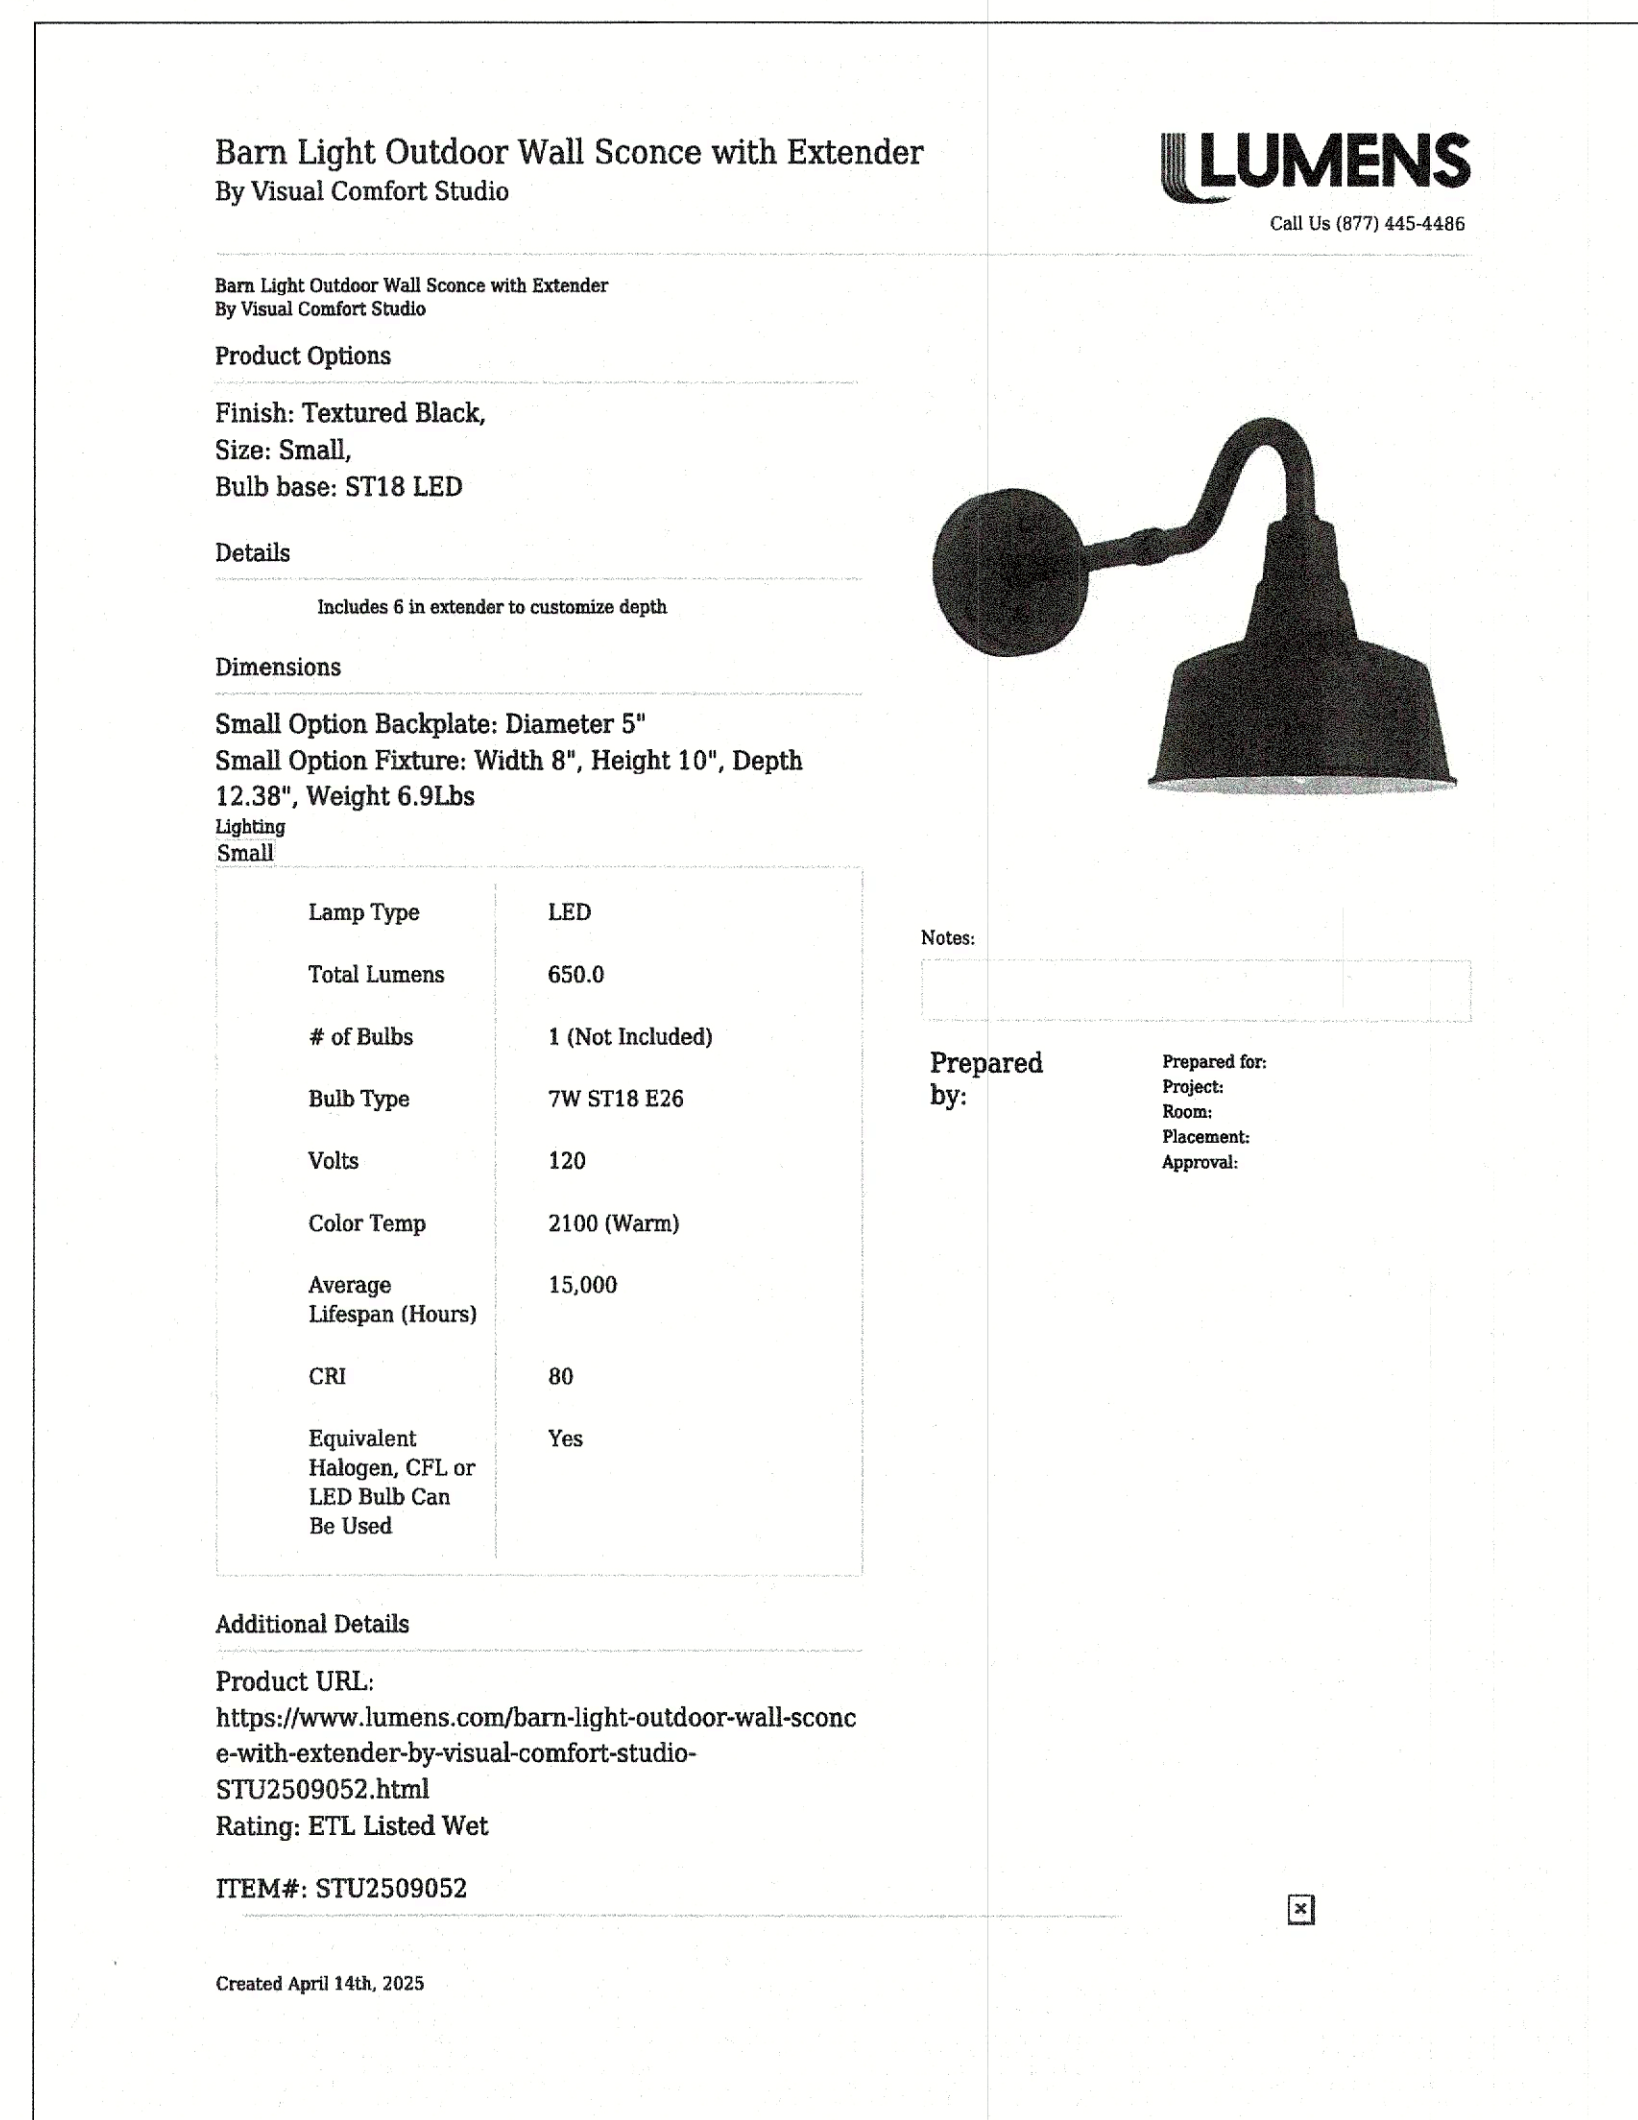 Barn Light Outdoor Wall Sconce with Extender
By Visual Comfort Studio
LUMENS
Call Us (877) 445-4486
Barn Light Outdoor Wall Sconce with Extender
By Visual Comfort Studio
Product Options
Finish: Textured Black,
Size: Small,
Bulb base: ST18 LED
Details
Includes 6 in extender to customize depth
Dimensions
Small Option Backplate: Diameter 5"
Small Option Fixture: Width 8", Height 10", Depth
12.38", Weight 6.9Lbs
Lighting
Small
Lamp Type LED
Total Lumens 650.0
# of Bulbs 1 (Not Included)
Bulb Type 7W ST18 E26
Volts 120
Color Temp 2100 (Warm)
Average 15,000
Lifespan (Hours)
CRI 80
Equivalent Yes
Halogen, CFL or
LED Bulb Can
Be Used
Notes:
Prepared
by:
Prepared for:
Project:
Room:
Placement:
Approval:
Additional Details
Product URL:
https://www.lumens.com/barn-light-outdoor-wall-sconc
e-with-extender-by-visual-comfort-studio-
STU2509052.html
Rating: ETL Listed Wet
ITEM#: STU2509052
Created April 14th, 2025